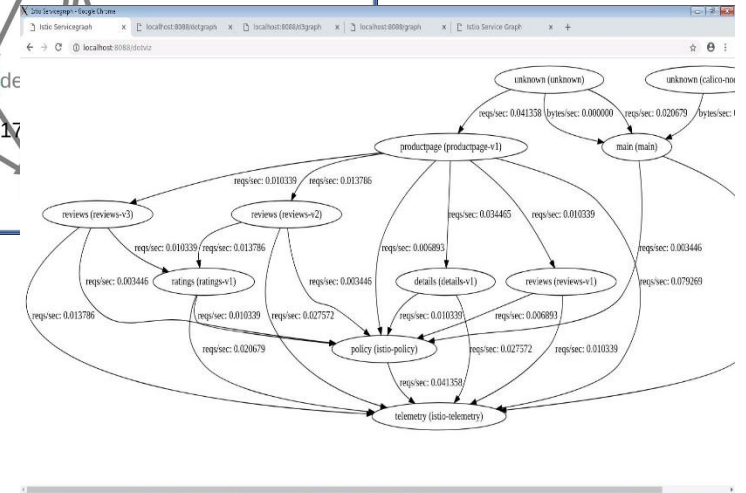 Istio Servicegraph - Google Chrome
Istio Servicegraph x localhost:8088/dotgraph x localhost:8088/d3graph x localhost:8088/graph x Istio Service Graph x +
localhost:8088/dotviz
de
17
unknown (unknown) unknown (calico-no
reqs/sec: 0.041358 bytes/sec: 0.000000 reqs/sec: 0.020679 bytes/sec:
productpage (productpage-v1) main (main)
reqs/sec: 0.010339 reqs/sec: 0.013786
reviews (reviews-v3) reviews (reviews-v2) reqs/sec: 0.034465 reqs/sec: 0.010339
reqs/sec: 0.010339 reqs/sec: 0.013786 reqs/sec: 0.006893 reqs/sec: 0.003446
reqs/sec: 0.003446 ratings (ratings-v1) reqs/sec: 0.003446 details (details-v1) reviews (reviews-v1) reqs/sec: 0.079269
reqs/sec: 0.013786 reqs/sec: 0.010339 reqs/sec: 0.027572 reqs/sec: 0.010339 reqs/sec: 0.006893
reqs/sec: 0.020679 policy (istio-policy) reqs/sec: 0.027572 reqs/sec: 0.010339
reqs/sec: 0.041358
telemetry (istio-telemetry)